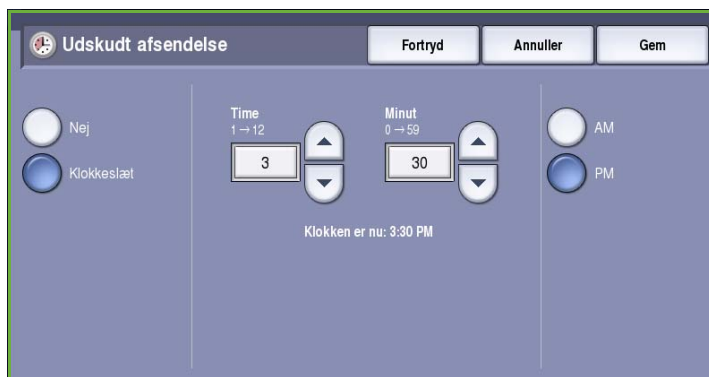 Udskudt afsendelse
Fortryd
Annuller
Gem
Nej
Klokkeslæt
Time
1→12
3
Minut
0→59
30
AM
PM
Klokken er nu: 3:30 PM